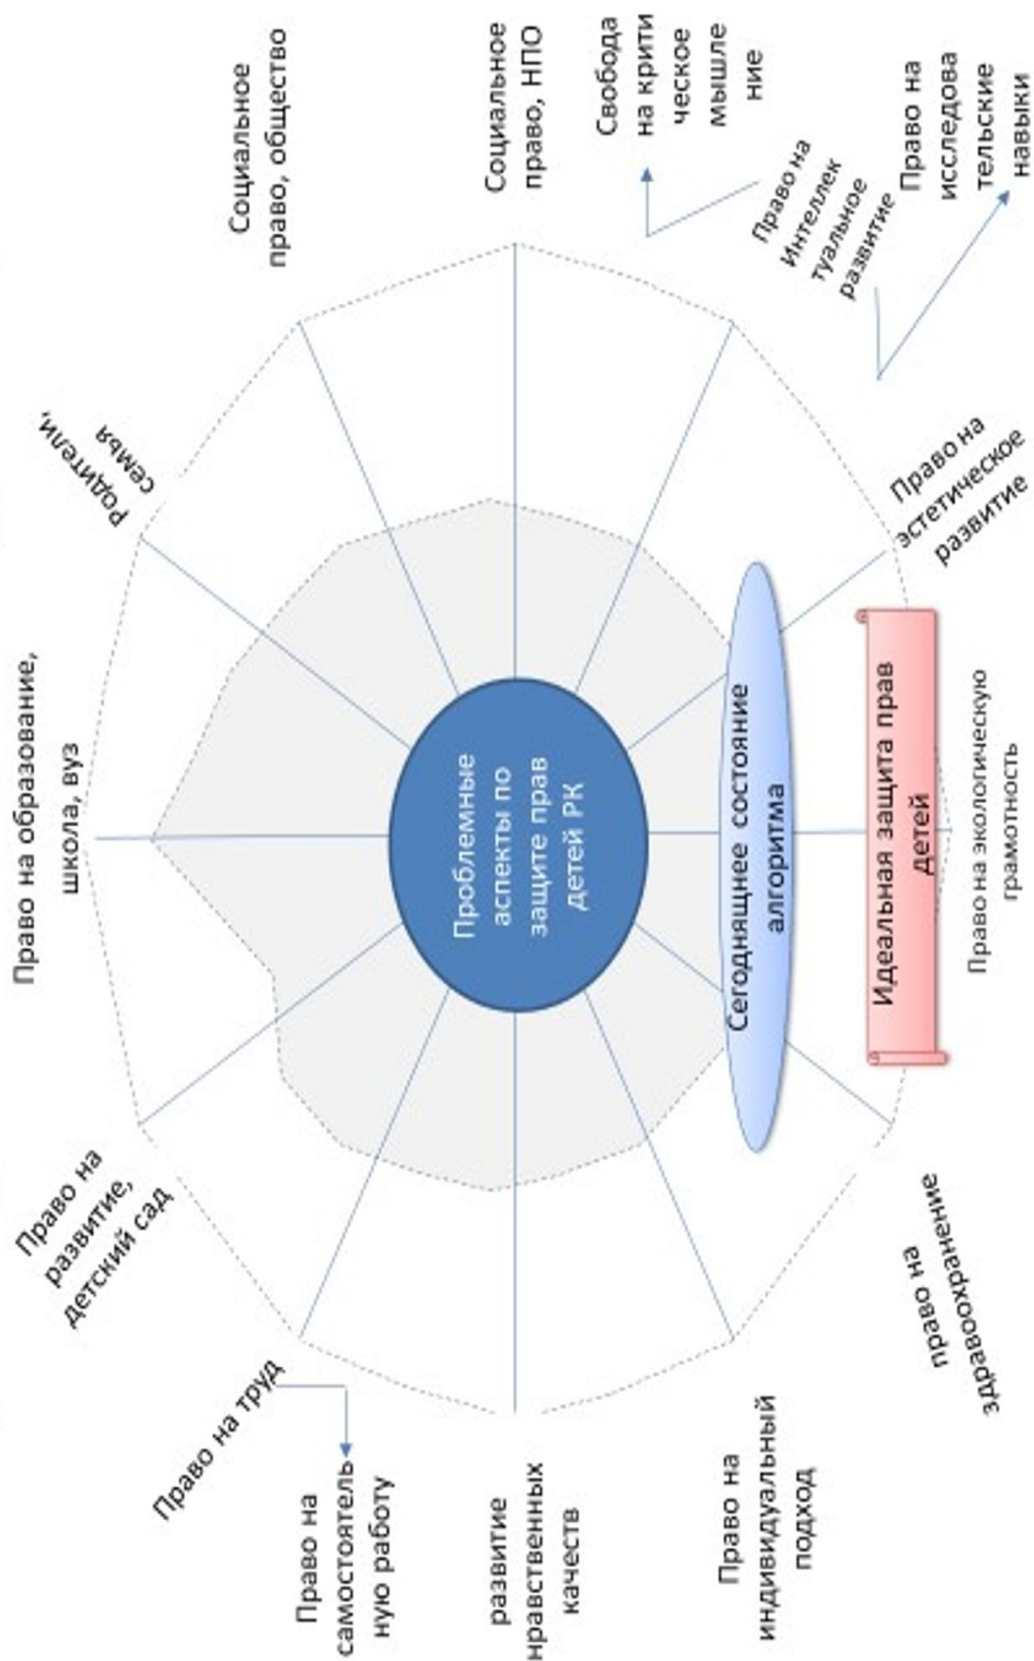 Право на образование,
школа, вуз
Родители,
семья
Социальное
право, общество
Социальное
право, НПО
Свобода
на крити
ческое
мышле
ние
Право на
Интеллек
туальное
развитие
Право на
исследова
тельские
навыки
Право на
эстетическое
развитие
Право на экологическую
грамотность
право на
здравоохранение
Право на
индивидуальный
подход
развитие
нравственных
качеств
Право на труд
Право на
самостоятель
ную работу
Право на
развитие,
детский сад
Проблемные
аспекты по
защите прав
детей РК
Сегоднящнее состояние
алгоритма
Идеальная защита прав
детей